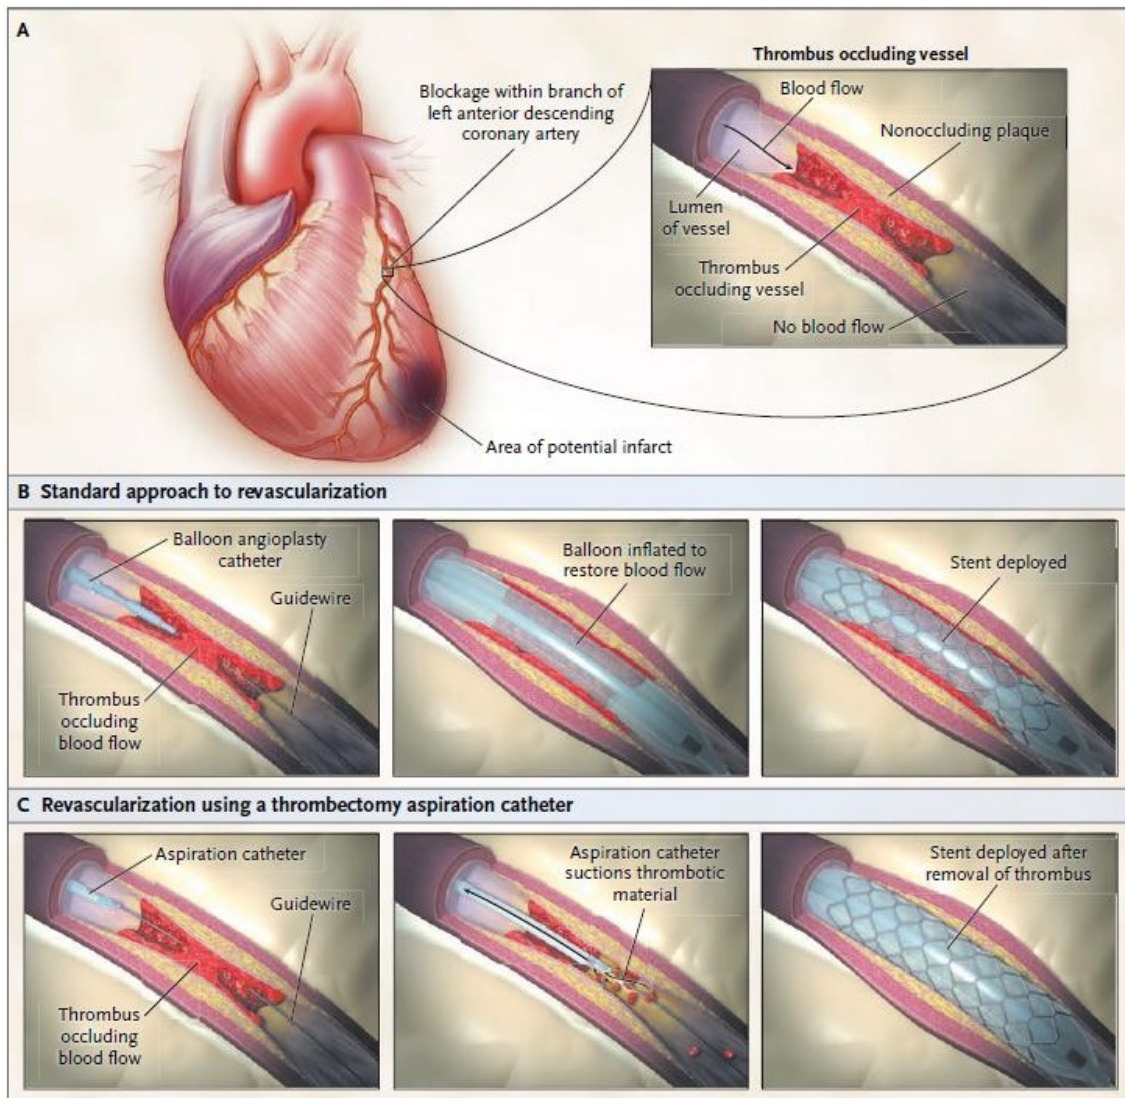 A
Blockage within branch of
left anterior descending
coronary artery
Area of potential infarct
Thrombus occluding vessel
Blood flow
Nonoccluding plaque
Lumen
of vessel
Thrombus
occluding vessel
No blood flow
B Standard approach to revascularization
Balloon angioplasty
catheter
Guidewire
Thrombus
occluding
blood flow
Balloon inflated to
restore blood flow
Stent deployed
C Revascularization using a thrombectomy aspiration catheter
Aspiration catheter
Guidewire
Thrombus
occluding
blood flow
Aspiration catheter
suctions thrombotic
material
Stent deployed after
removal of thrombus